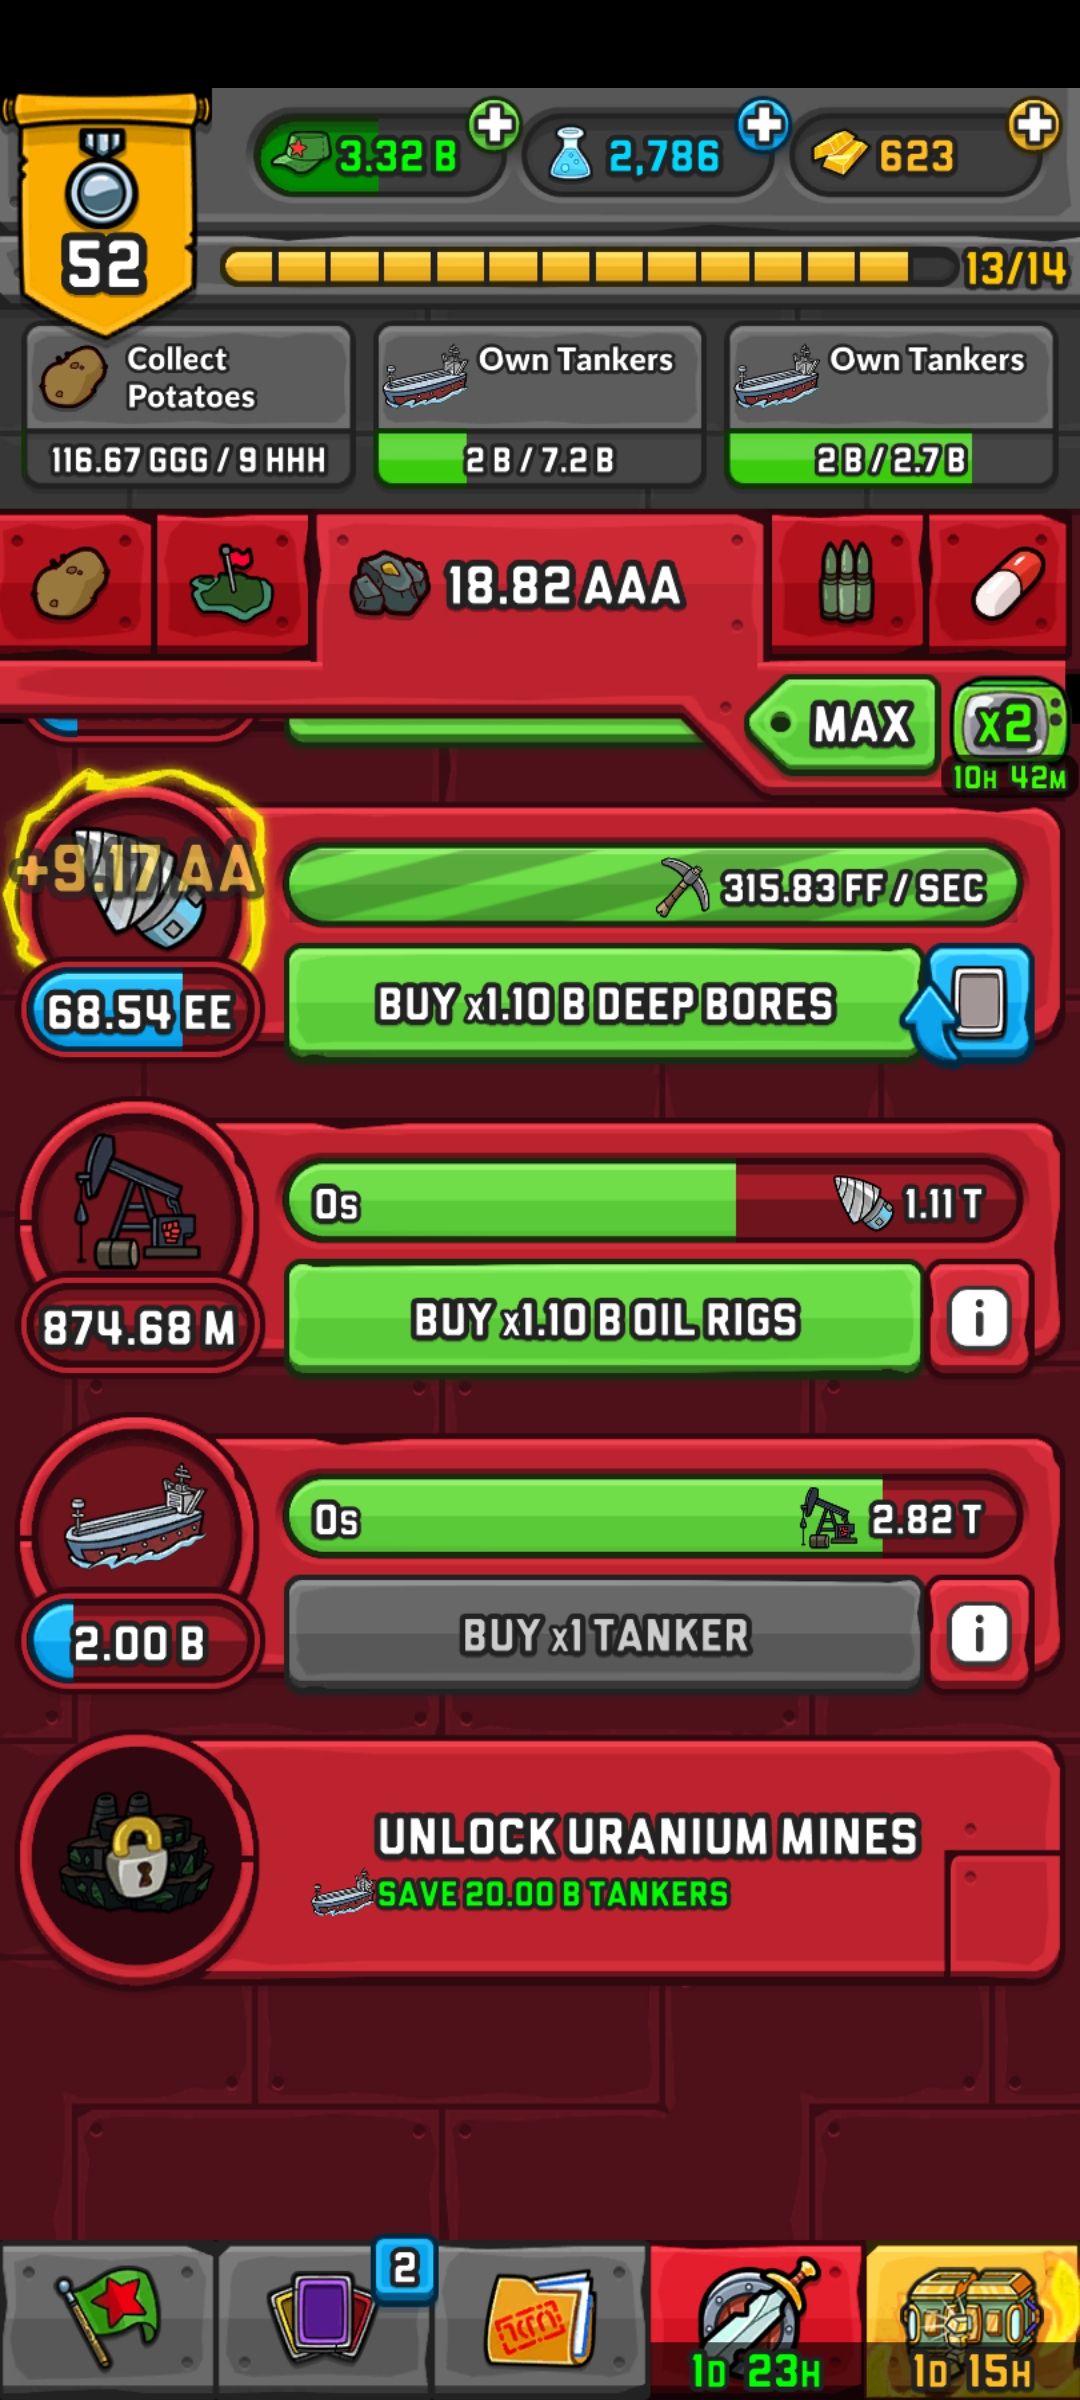 52
3.32 B
2,786
623
13/14
Collect
Potatoes
116.67 GGG / 9 HHH
Own Tankers
2 B / 7.2 B
Own Tankers
2 B / 2.7 B
18.82 AAA
MAX
x2
10H 42M
+9.17 AA
315.83 FF / SEC
68.54 EE
BUY x1.10 B DEEP BORES
0s
1.11 T
874.68 M
BUY x1.10 B OIL RIGS
i
0s
2.82 T
2.00 B
BUY x1 TANKER
i
UNLOCK URANIUM MINES
SAVE 20.00 B TANKERS
2
1D 23H
1D 15H